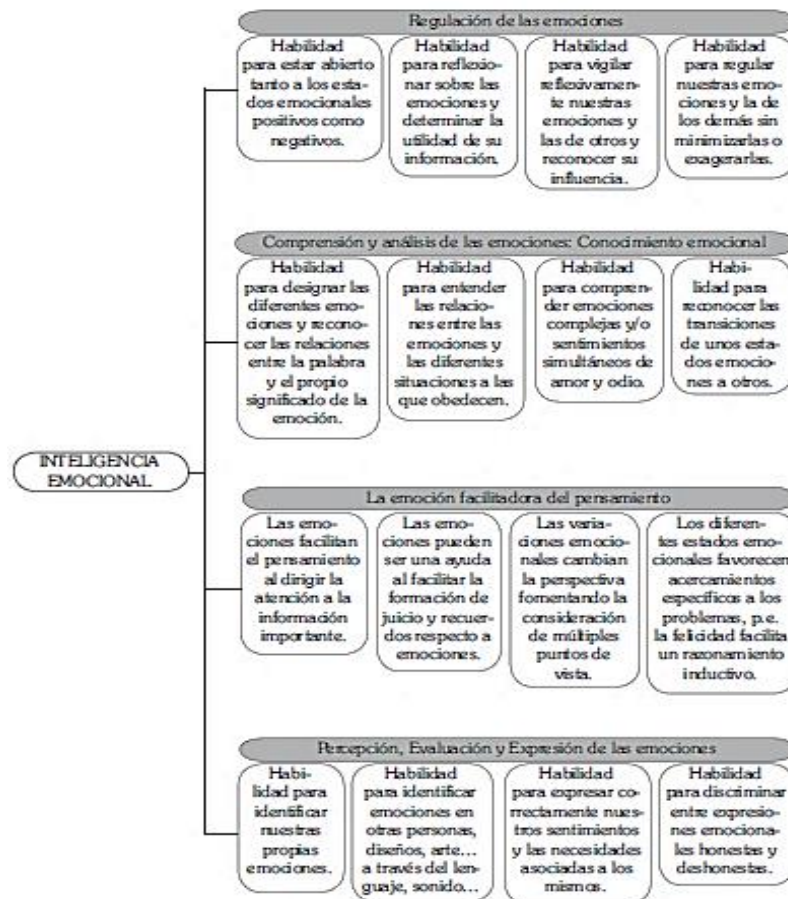 Regulación de las emociones
Habilidad
para estar abierto
tanto a los esta-
dos emocionales
positivos como
negativos.
Habilidad
para reflexio-
nar sobre las
emociones y
determinar la
utilidad de su
información.
Habilidad
para vigilar
reflexivamen-
te nuestras
emociones y
las de otros y
reconocer su
influencia.
Habilidad
para regular
nuestras emo-
ciones y la de
los demás sin
minimizarlas o
exagerarlas.
Comprensión y análisis de las emociones: Conocimiento emocional
Habilidad
para designar las
diferentes emo-
ciones y recono-
cer las relaciones
entre la palabra
y el propio
significado de la
emoción.
Habilidad
para entender
las relacio-
nes entre las
emociones y
las diferentes
situaciones a las
que obedecen.
Habilidad
para compren-
der emociones
complejas y/o
sentimientos
simultáneos de
amor y odio.
Habi-
lidad para
reconocer las
transiciones
de unos esta-
dos emocio-
nes a otros.
INTELIGENCIA
EMOCIONAL
La emoción facilitadora del pensamiento
Las emo-
ciones facilitan
el pensamiento
al dirigir la
atención a la
información
importante.
Las emo-
ciones pueden
ser una ayuda
al facilitar la
formación de
juicio y recuer-
dos respecto a
emociones.
Las varia-
ciones emocio-
nales cambian
la perspectiva
fomentando la
consideración
de múltiples
puntos de
vista.
Los diferen-
tes estados emo-
cionales favorecen
acercamientos
específicos a los
problemas, p.e.
la felicidad facilita
un razonamiento
inductivo.
Percepción, Evaluación y Expresión de las emociones
Habi-
lidad para
identificar
nuestras
propias
emociones.
Habilidad
para identificar
emociones en
otras personas,
diseños, arte...
a través del len-
guaje, sonido...
Habilidad
para expresar co-
rrectamente nues-
tros sentimientos
y las necesidades
asociadas a los
mismos.
Habilidad
para discriminar
entre expresio-
nes emociona-
les honestas y
deshonestas.